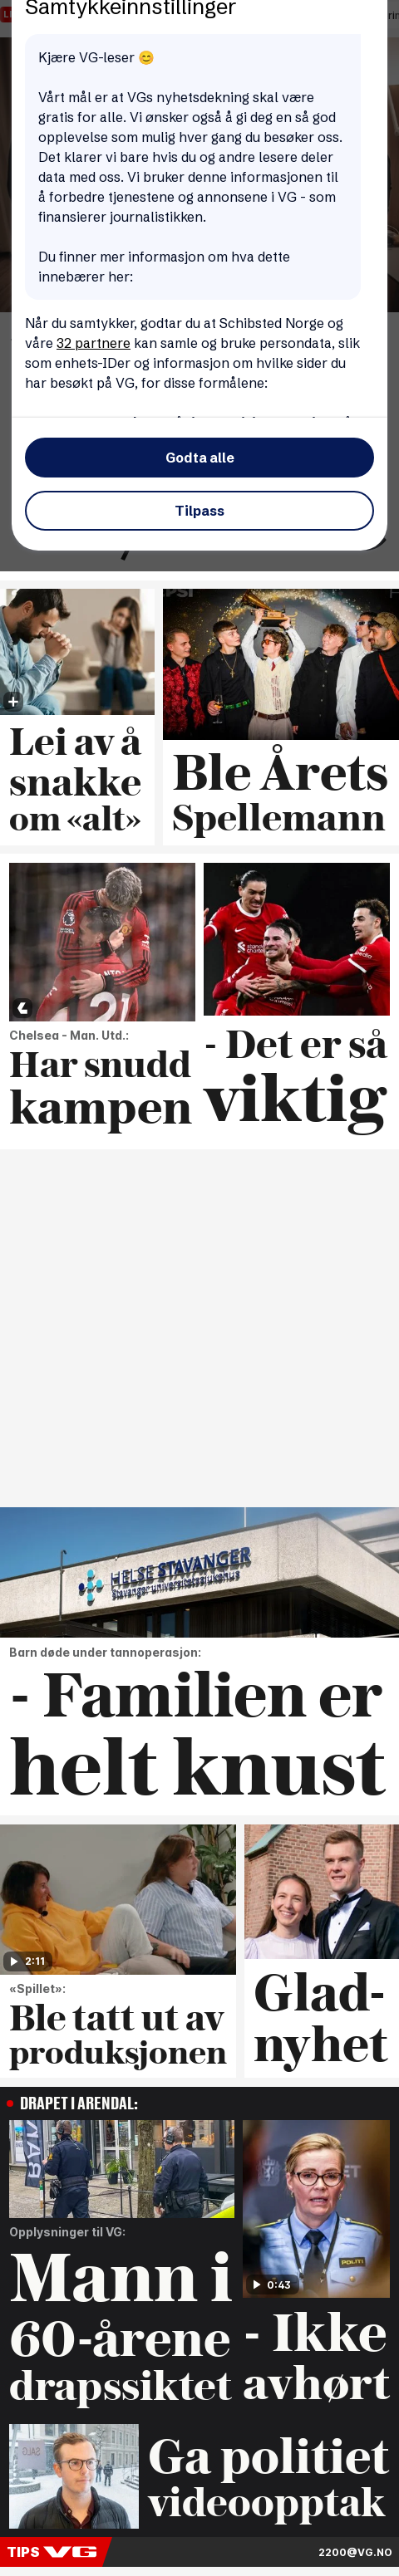 Samtykkeinnstillinger
Kjære VG-leser 😊
Vårt mål er at VGs nyhetsdekning skal være
gratis for alle. Vi ønsker også å gi deg en så god
opplevelse som mulig hver gang du besøker oss.
Det klarer vi bare hvis du og andre lesere deler
data med oss. Vi bruker denne informasjonen til
å forbedre tjenestene og annonsene i VG - som
finansierer journalistikken.
Du finner mer informasjon om hva dette
innebærer her:
Når du samtykker, godtar du at Schibsted Norge og
våre 32 partnere kan samle og bruke persondata, slik
som enhets-IDer og informasjon om hvilke sider du
har besøkt på VG, for disse formålene:
Godta alle
Tilpass
Lei av å
snakke
om «alt»
Ble Årets
Spellemann
Chelsea - Man. Utd.:
Har snudd
kampen
- Det er så
viktig
HELSE STAVANGER
Stavanger universitetssjukehus
Barn døde under tannoperasjon:
- Familien er
helt knust
2:11
«Spillet»:
Ble tatt ut av
produksjonen
Glad-
nyhet
DRAPET I ARENDAL:
Opplysninger til VG:
Mann i
60-årene
drapssiktet
POLITI
0:43
- Ikke
avhørt
Ga politiet
videoopptak
TIPS VG
2200@VG.NO